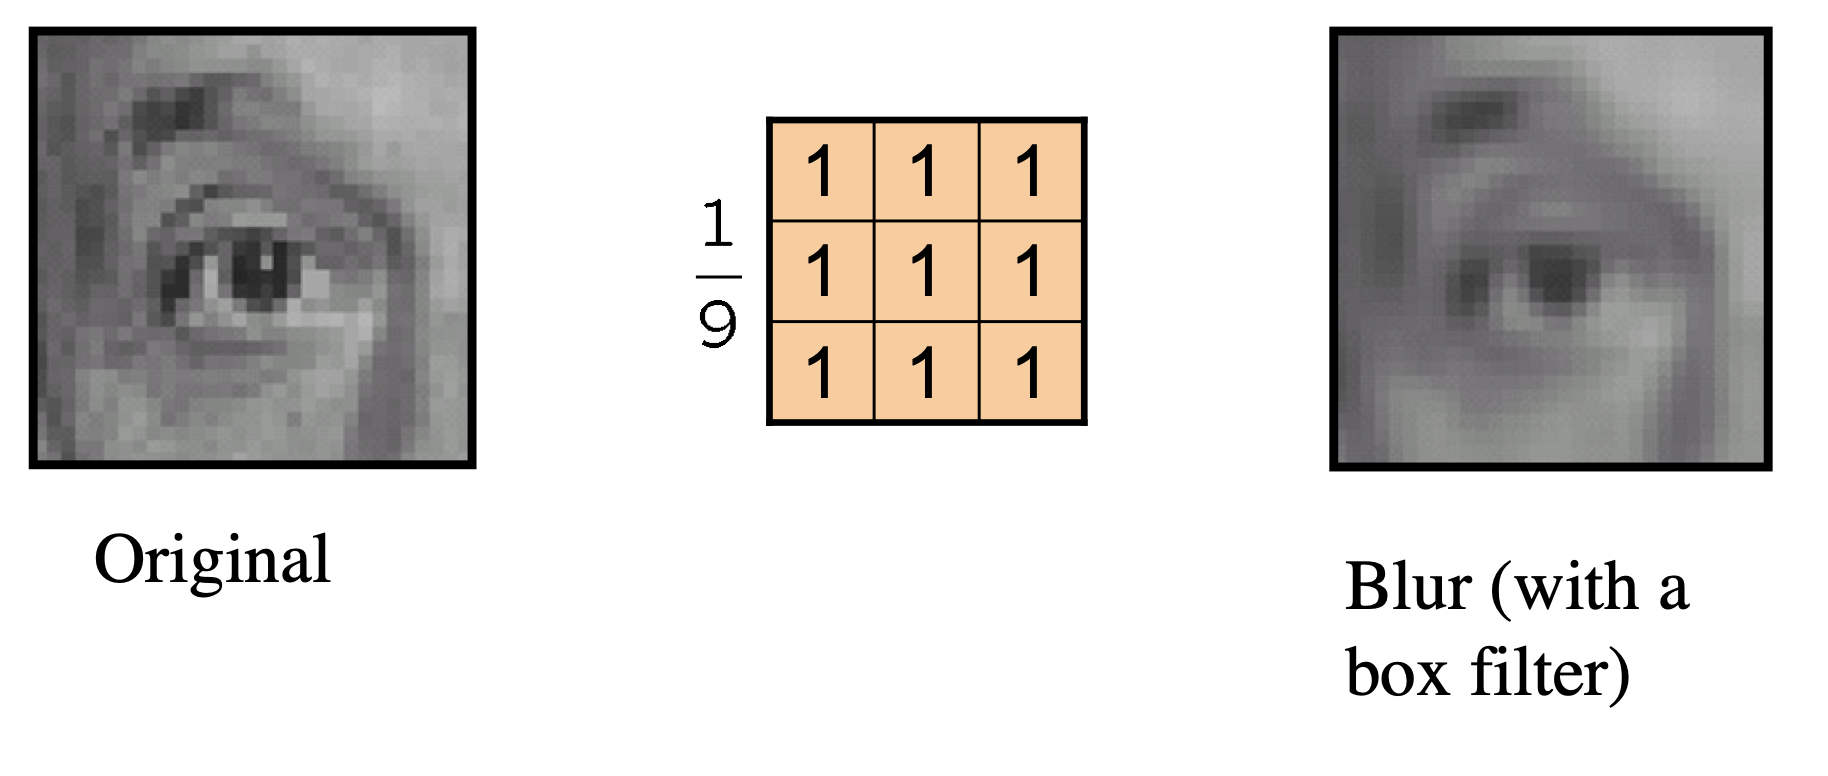 1
9
1 1 1
1 1 1
1 1 1
Original
Blur (with a
box filter)